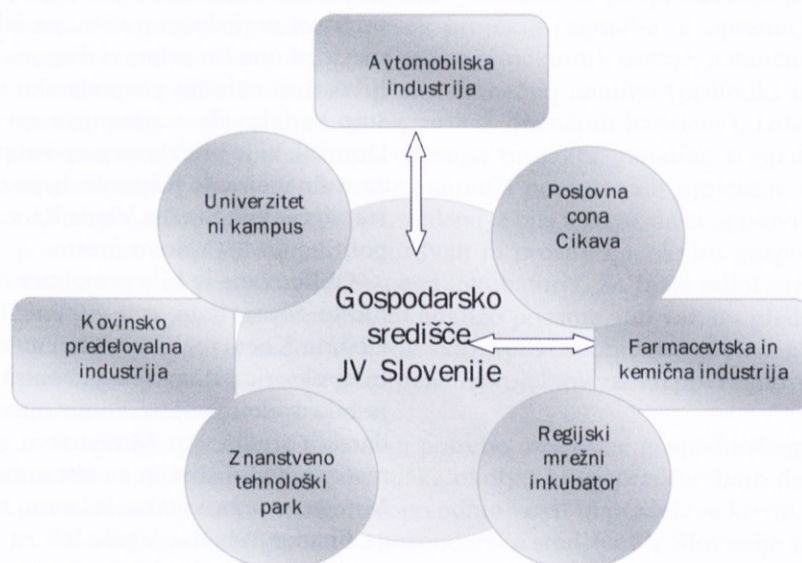 Avtomobilska
industrija
Univerzitet
ni kampus
Poslovna
cona
Cikava
Gospodarsko
središče
JV Slovenije
Kovinsko
predelovalna
industrija
Farmacevtska in
kemična industrija
Znanstveno
tehnološki
park
Regijski
mrežni
inkubator